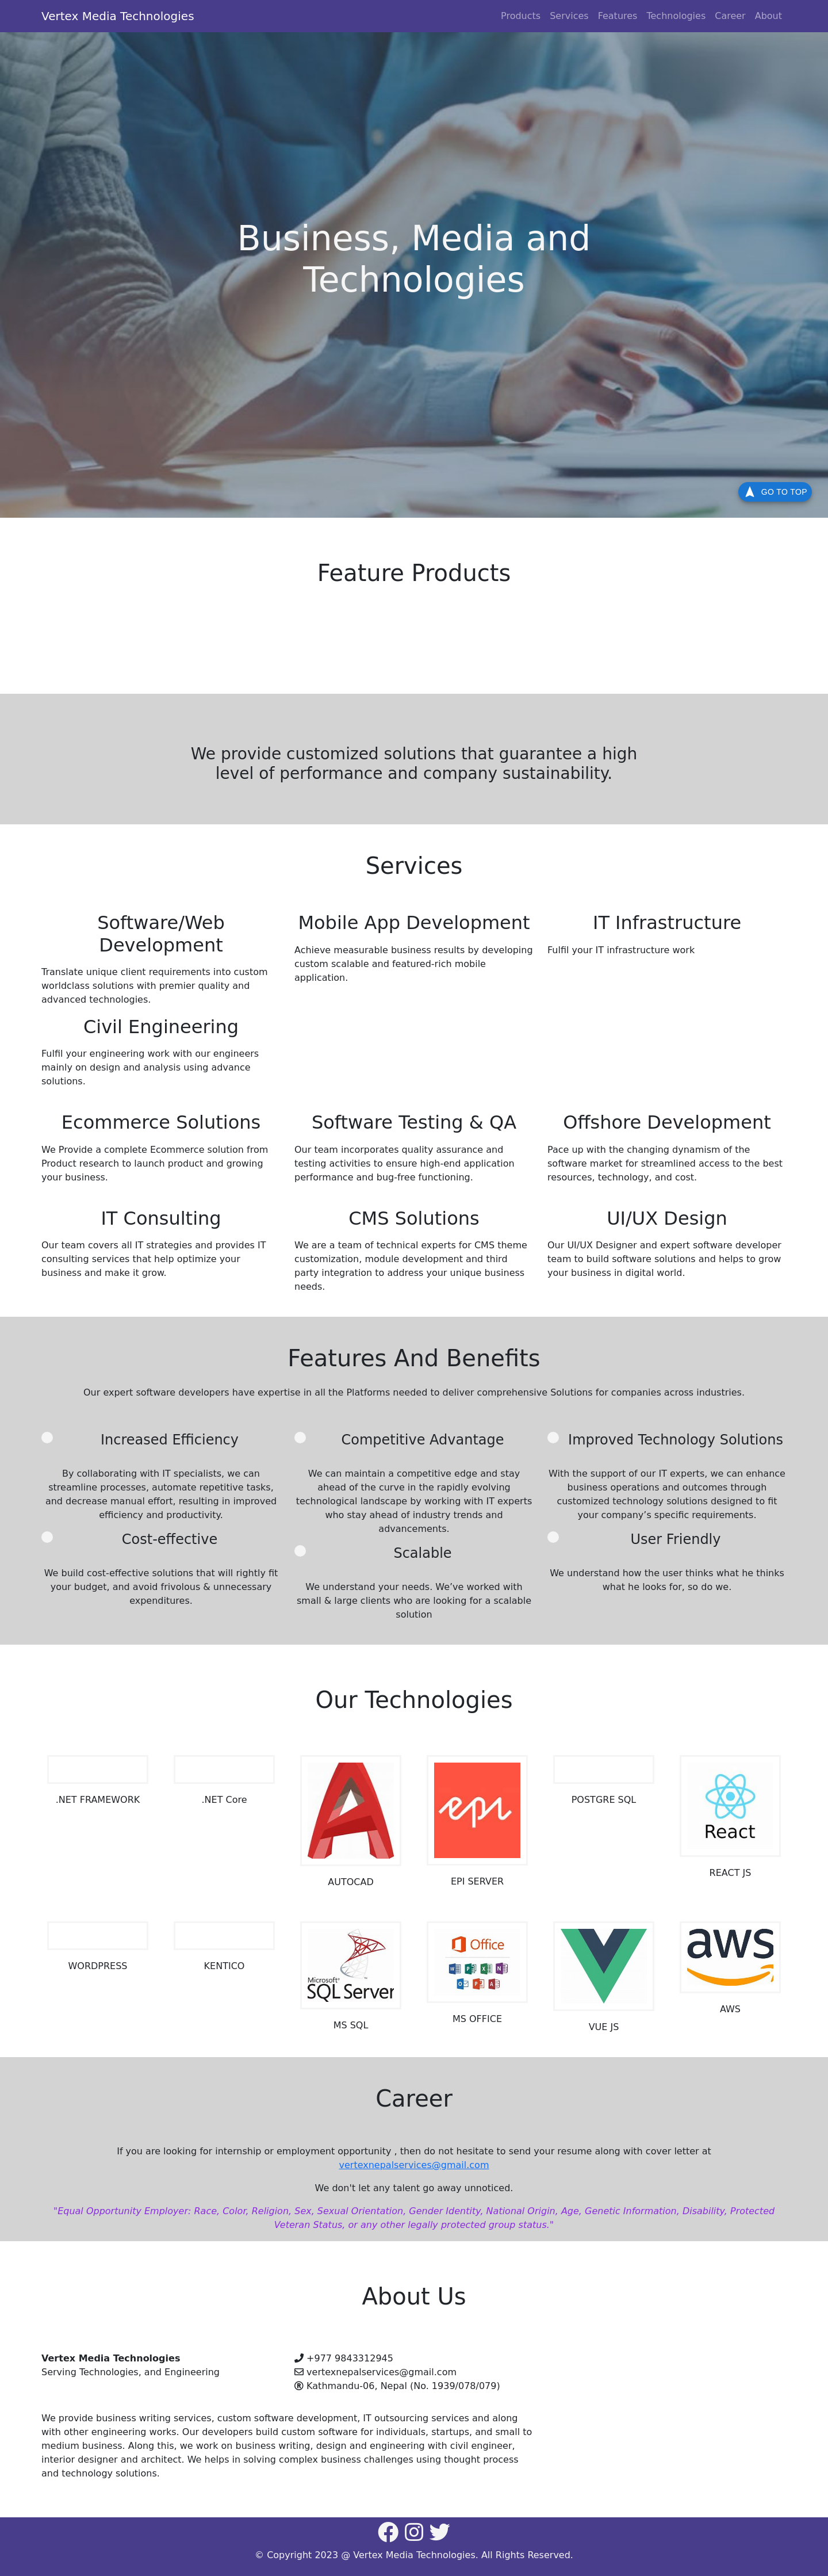 Vertex Media Technologies
Products Services Features Technologies Career About
Business, Media and
Technologies
GO TO TOP
Feature Products
We provide customized solutions that guarantee a high
level of performance and company sustainability.
Services
Software/Web
Development
Translate unique client requirements into custom
worldclass solutions with premier quality and
advanced technologies.
Mobile App Development
Achieve measurable business results by developing
custom scalable and featured-rich mobile
application.
IT Infrastructure
Fulfil your IT infrastructure work
Civil Engineering
Fulfil your engineering work with our engineers
mainly on design and analysis using advance
solutions.
Ecommerce Solutions
We Provide a complete Ecommerce solution from
Product research to launch product and growing
your business.
Software Testing & QA
Our team incorporates quality assurance and
testing activities to ensure high-end application
performance and bug-free functioning.
Offshore Development
Pace up with the changing dynamism of the
software market for streamlined access to the best
resources, technology, and cost.
IT Consulting
Our team covers all IT strategies and provides IT
consulting services that help optimize your
business and make it grow.
CMS Solutions
We are a team of technical experts for CMS theme
customization, module development and third
party integration to address your unique business
needs.
UI/UX Design
Our UI/UX Designer and expert software developer
team to build software solutions and helps to grow
your business in digital world.
Features And Benefits
Our expert software developers have expertise in all the Platforms needed to deliver comprehensive Solutions for companies across industries.
Increased Efficiency
By collaborating with IT specialists, we can
streamline processes, automate repetitive tasks,
and decrease manual effort, resulting in improved
efficiency and productivity.
Competitive Advantage
We can maintain a competitive edge and stay
ahead of the curve in the rapidly evolving
technological landscape by working with IT experts
who stay ahead of industry trends and
advancements.
Improved Technology Solutions
With the support of our IT experts, we can enhance
business operations and outcomes through
customized technology solutions designed to fit
your company’s specific requirements.
Cost-effective
We build cost-effective solutions that will rightly fit
your budget, and avoid frivolous & unnecessary
expenditures.
Scalable
We understand your needs. We’ve worked with
small & large clients who are looking for a scalable
solution
User Friendly
We understand how the user thinks what he thinks
what he looks for, so do we.
Our Technologies
.NET FRAMEWORK
.NET Core
AUTOCAD
epi
EPI SERVER
POSTGRE SQL
React
REACT JS
WORDPRESS
KENTICO
Microsoft®
SQL Server
MS SQL
Office
MS OFFICE
VUE JS
aws
AWS
Career
If you are looking for internship or employment opportunity , then do not hesitate to send your resume along with cover letter at
vertexnepalservices@gmail.com
We don't let any talent go away unnoticed.
"Equal Opportunity Employer: Race, Color, Religion, Sex, Sexual Orientation, Gender Identity, National Origin, Age, Genetic Information, Disability, Protected
Veteran Status, or any other legally protected group status."
About Us
Vertex Media Technologies
Serving Technologies, and Engineering
+977 9843312945
vertexnepalservices@gmail.com
Kathmandu-06, Nepal (No. 1939/078/079)
We provide business writing services, custom software development, IT outsourcing services and along
with other engineering works. Our developers build custom software for individuals, startups, and small to
medium business. Along this, we work on business writing, design and engineering with civil engineer,
interior designer and architect. We helps in solving complex business challenges using thought process
and technology solutions.
© Copyright 2023 @ Vertex Media Technologies. All Rights Reserved.